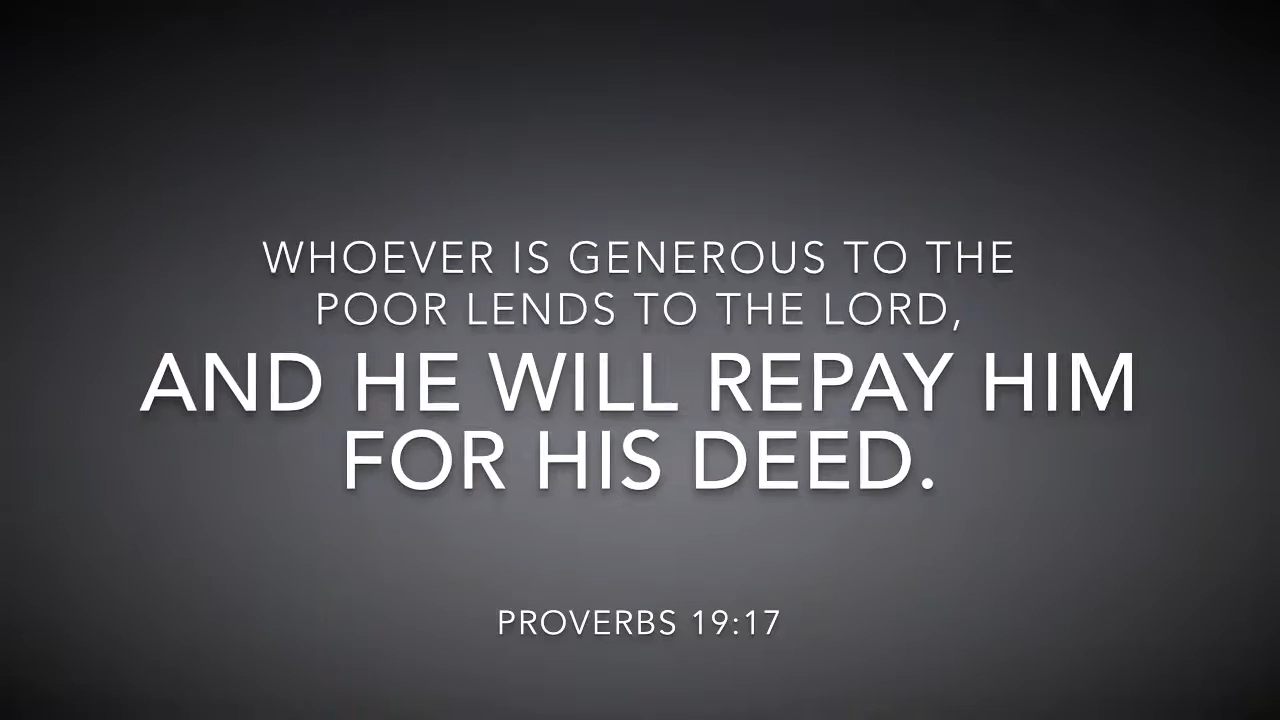 WHOEVER IS GENEROUS TO THE
POOR LENDS TO THE LORD,
AND HE WILL REPAY HIM
FOR HIS DEED.
PROVERBS 19:17